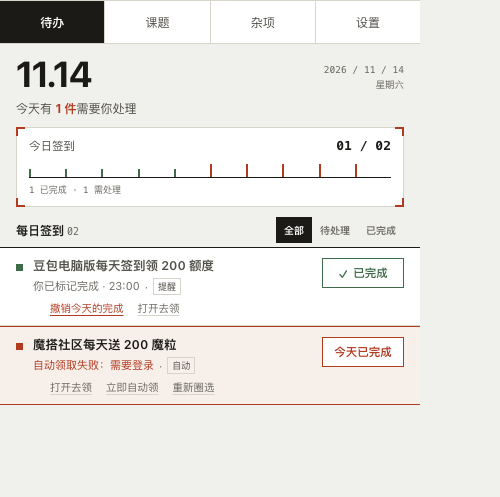 待办 课题 杂项 设置
11.14
2026 / 11 / 14
星期六
今天有 1 件需要你处理
今日签到 01 / 02
1 已完成 · 1 需处理
每日签到 02 全部 待处理 已完成
豆包电脑版每天签到领 200 额度
✓ 已完成
你已标记完成 · 23:00 · 提醒
撤销今天的完成 打开去领
魔搭社区每天送 200 魔粒
今天已完成
自动领取失败：需要登录 · 自动
打开去领 立即自动领 重新圈选